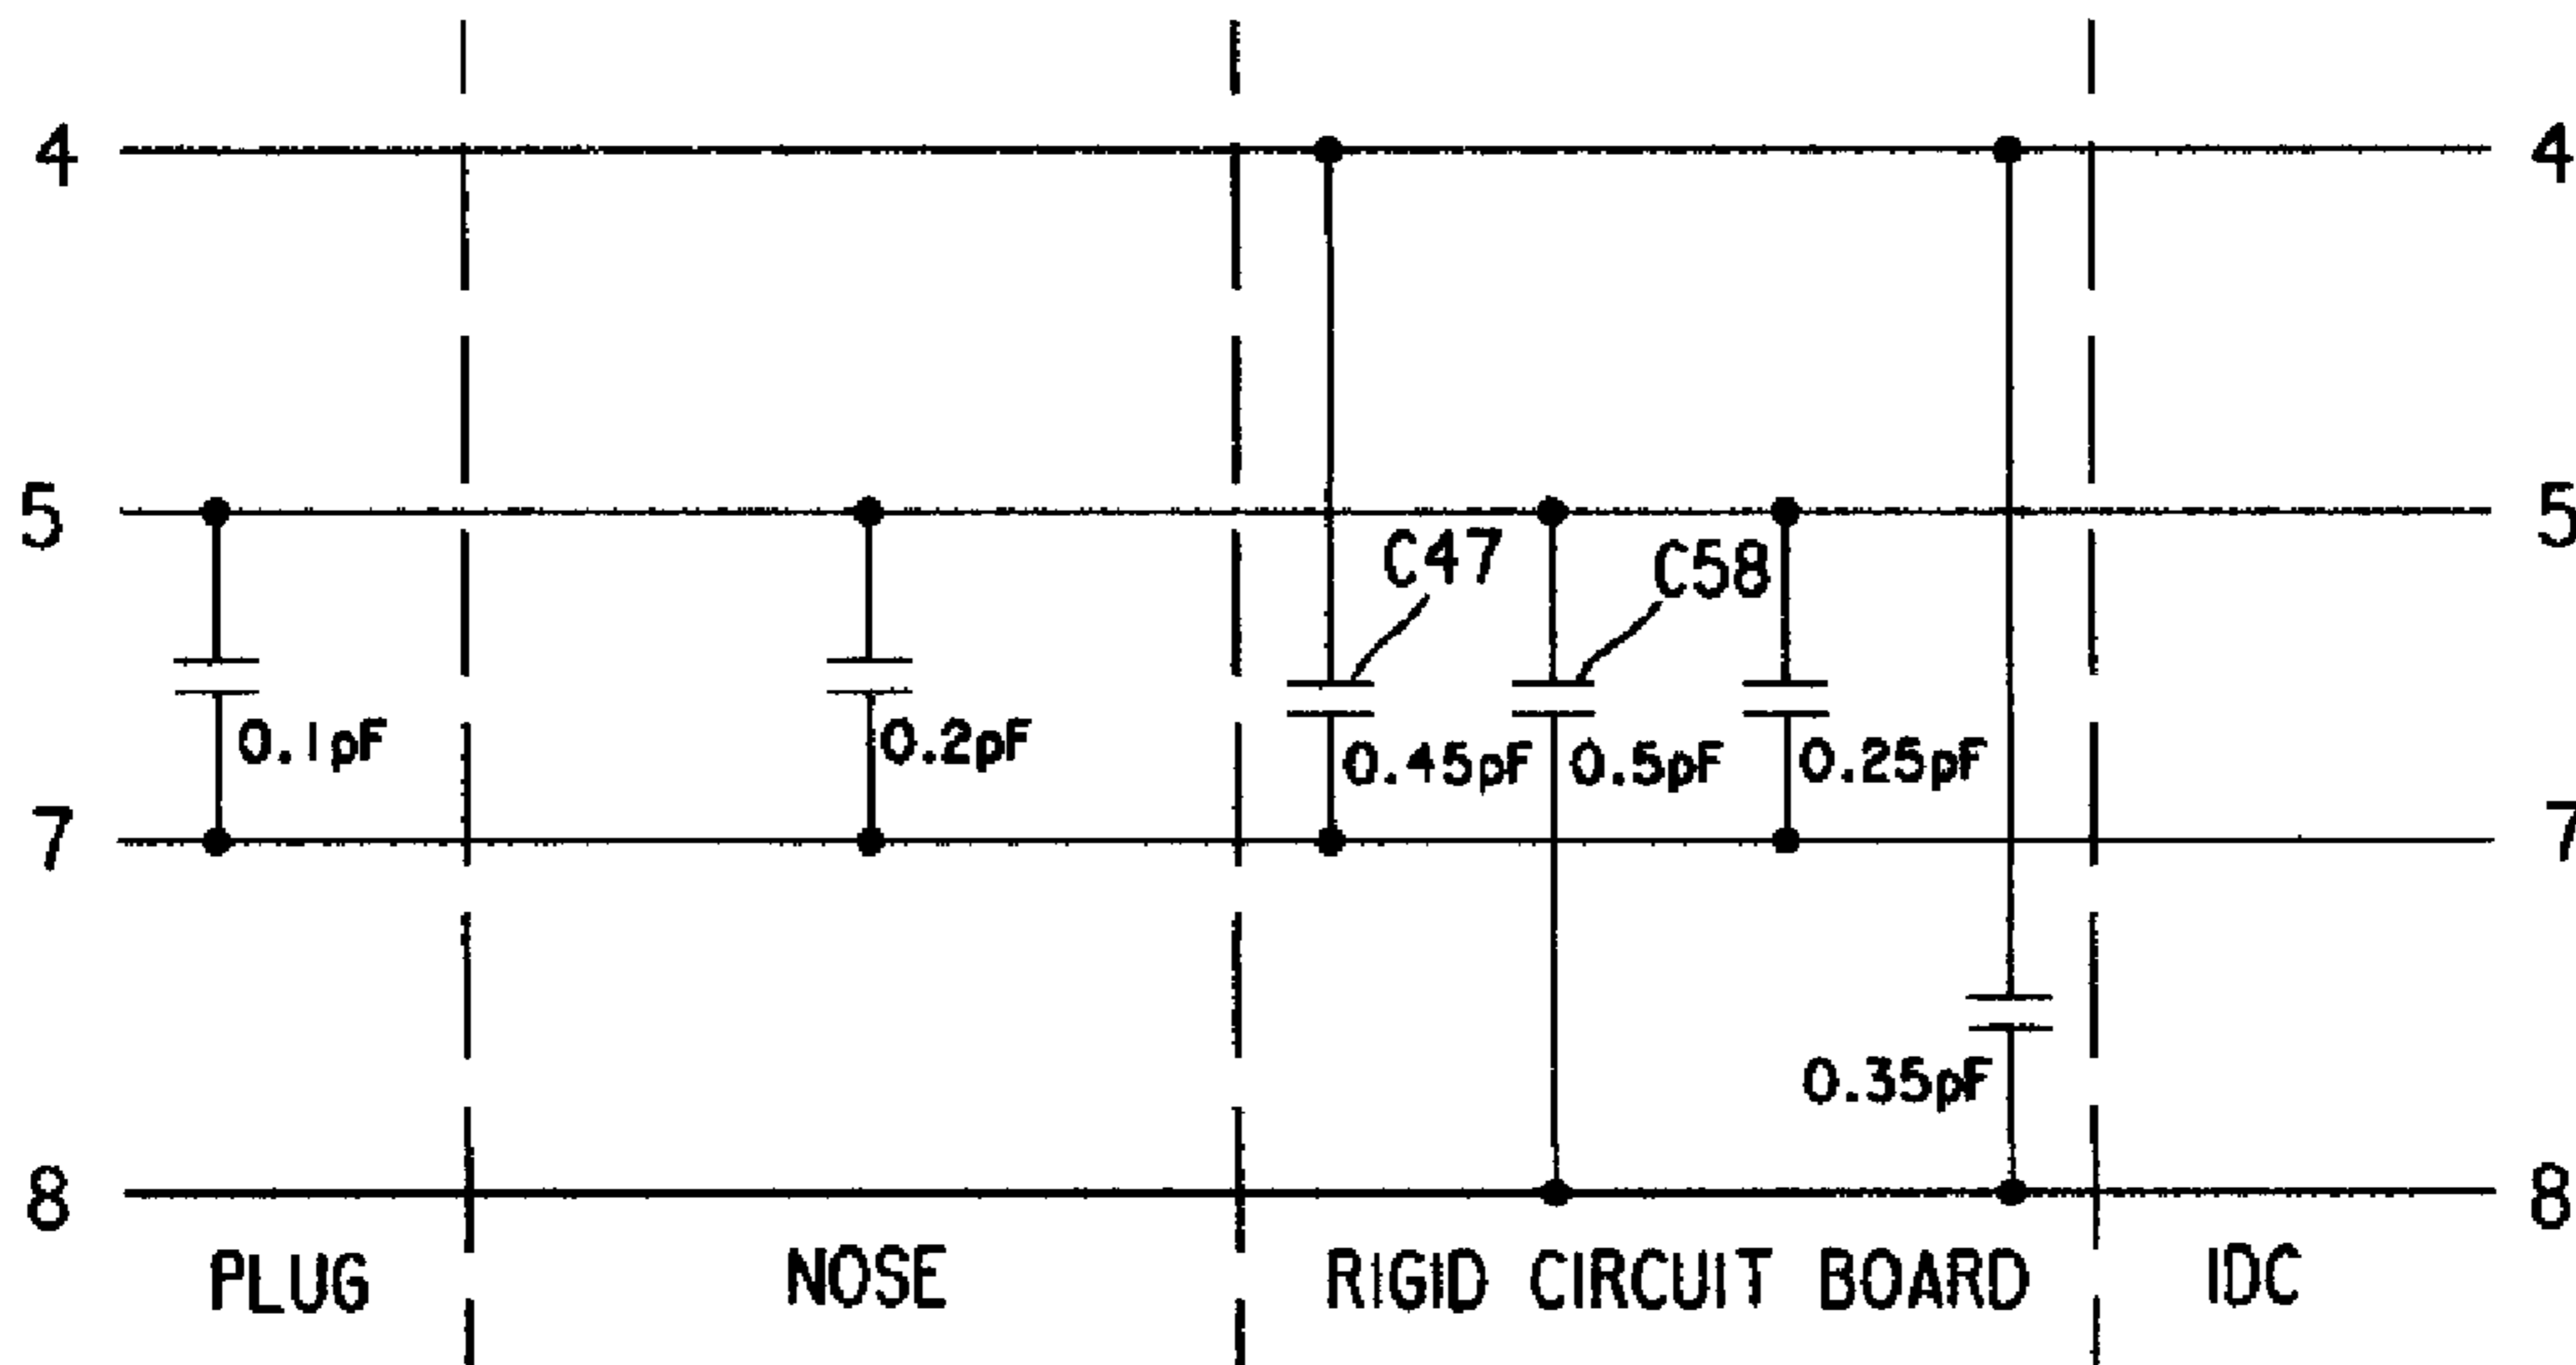 4 4
5 5
C47 C58
0.1pF 0.2pF 0.45pF 0.5pF 0.25pF
7 7
0.35pF
8 8
PLUG NOSE RIGID CIRCUIT BOARD IDC